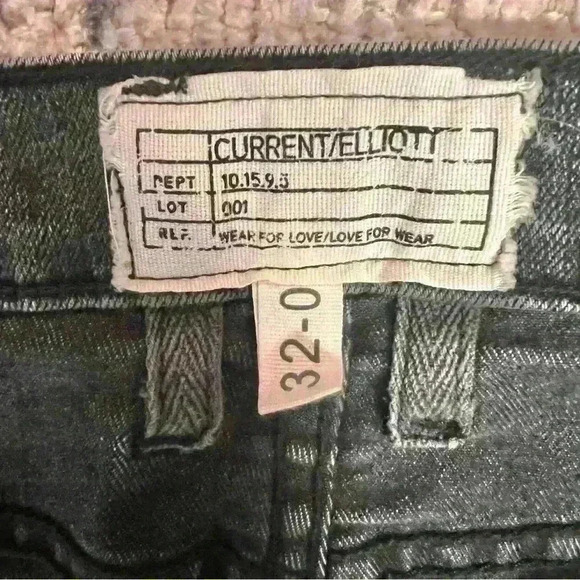 CURRENT/ELLIOTT
DEPT 10.15.9.5
LOT 001
REF. WEAR FOR LOVE/LOVE FOR WEAR
32-0